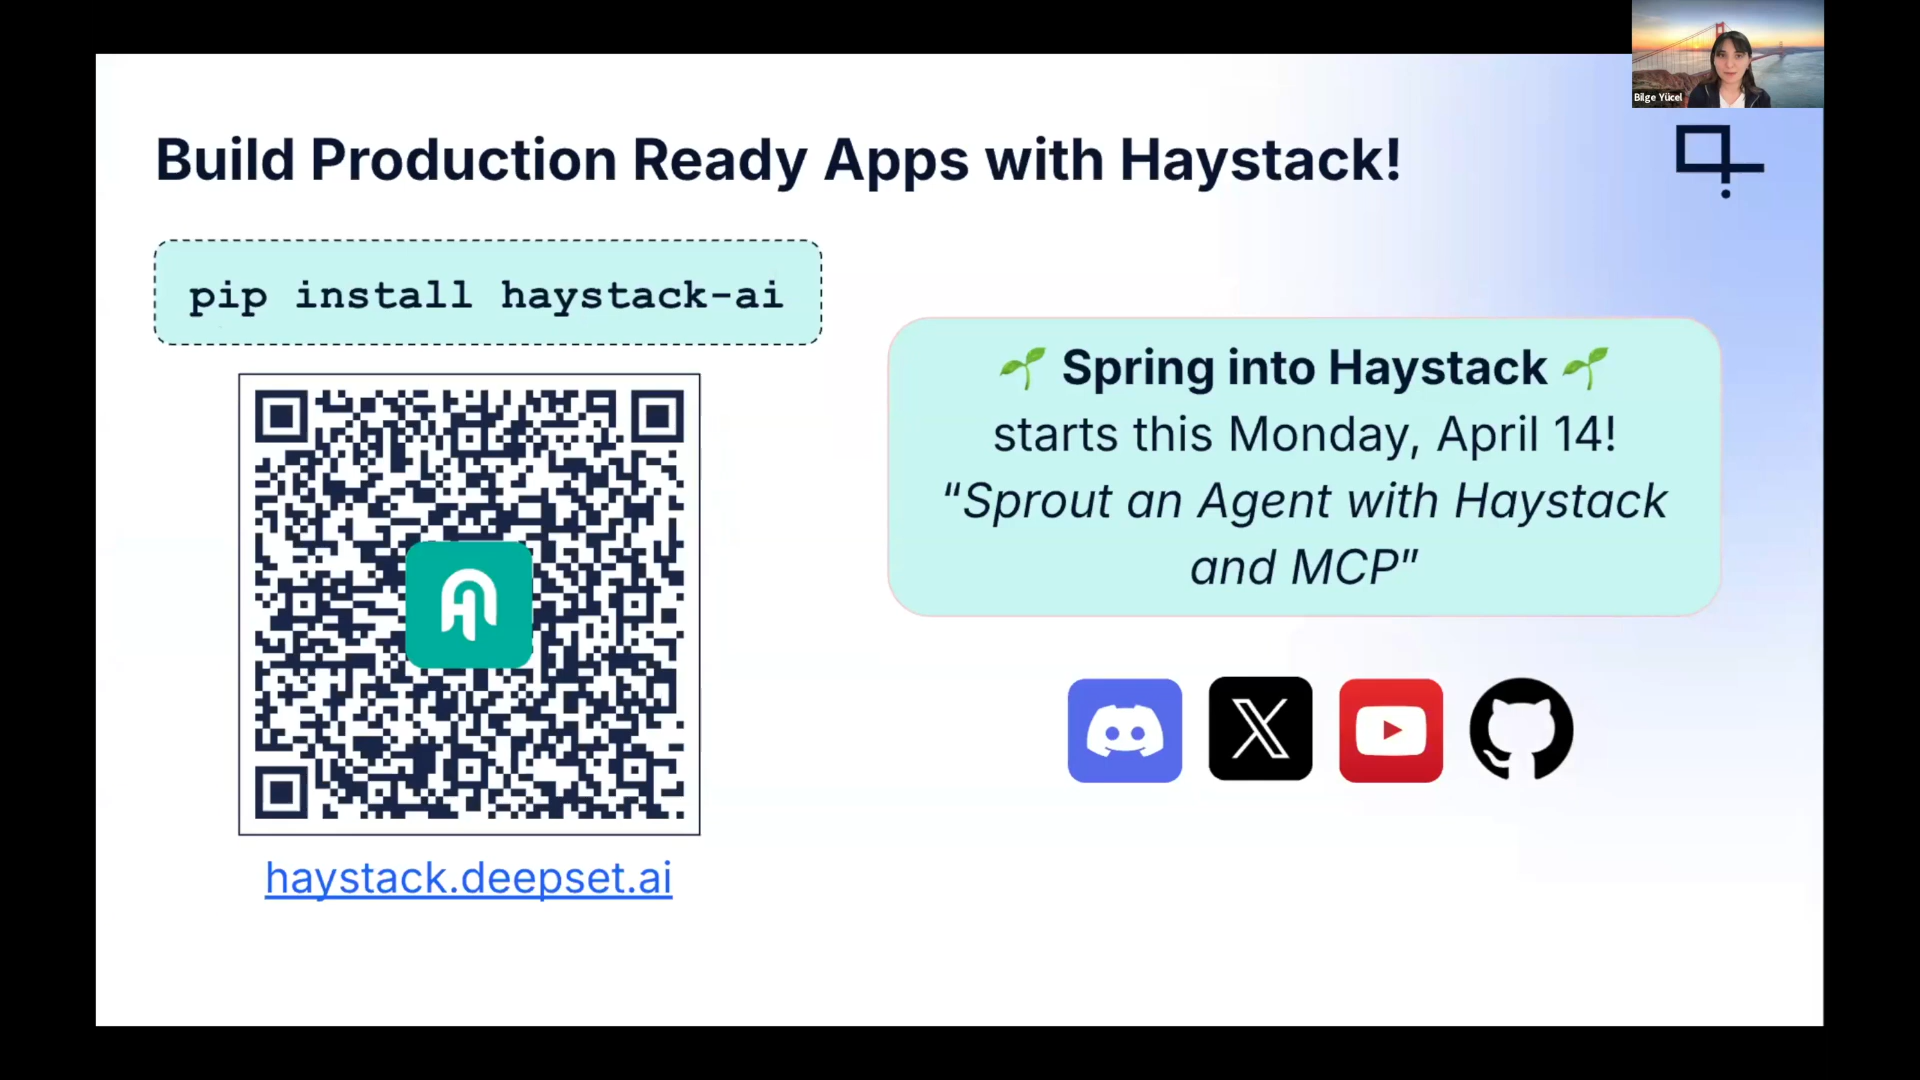 Bilge Yücel
Build Production Ready Apps with Haystack!
pip install haystack-ai
🌱 Spring into Haystack 🌱
starts this Monday, April 14!
“Sprout an Agent with Haystack
and MCP”
haystack.deepset.ai